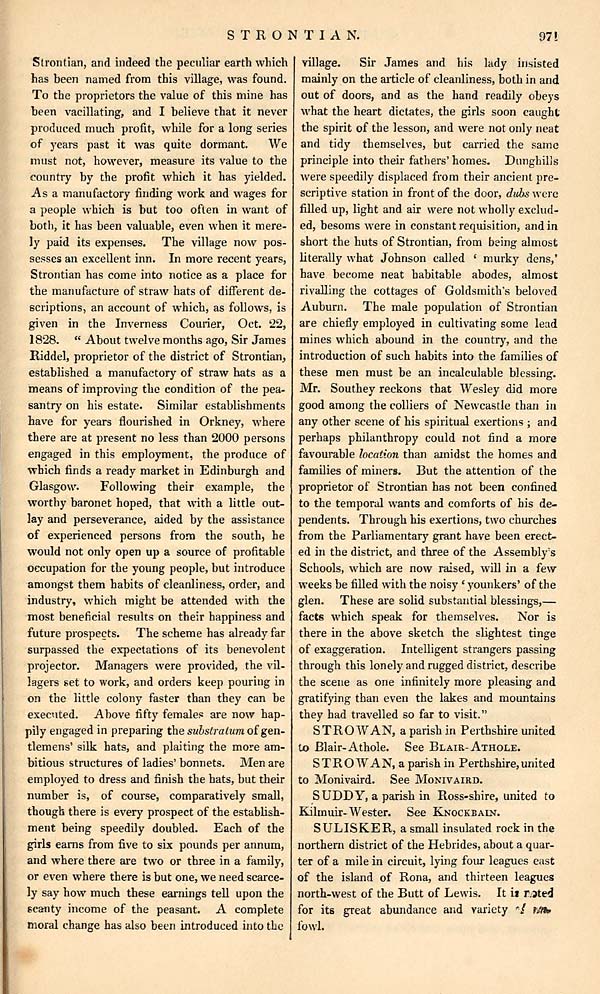 STRONTIAN.
971
Strontian, and indeed the peculiar earth which
has been named from this village, was found.
To the proprietors the value of this mine has
been vacillating, and I believe that it never
produced much profit, while for a long series
of years past it was quite dormant. We
must not, however, measure its value to the
country by the profit which it has yielded.
As a manufactory finding work and wages for
a people which is but too often in want of
both, it has been valuable, even when it mere-
ly paid its expenses. The village now pos-
sesses an excellent inn. In more recent years,
Strontian has come into notice as a place for
the manufacture of straw hats of different de-
scriptions, an account of which, as follows, is
given in the Inverness Courier, Oct. 22,
1828. “ About twelve months ago, Sir James
Riddel, proprietor of the district of Strontian,
established a manufactory of straw hats as a
means of improving the condition of the pea-
santry on his estate. Similar establishments
have for years flourished in Orkney, where
there are at present no less than 2000 persons
engaged in this employment, the produce of
which finds a ready market in Edinburgh and
Glasgow. Following their example, the
worthy baronet hoped, that with a little out-
lay and perseverance, aided by the assistance
of experienced persons from the south, he
would not only open up a source of profitable
occupation for the young people, but introduce
amongst them habits of cleanliness, order, and
industry, which might be attended with the
most beneficial results on their happiness and
future prospects. The scheme has already far
surpassed the expectations of its benevolent
projector. Managers were provided, the vil-
lagers set to work, and orders keep pouring in
on the little colony faster than they can be
executed. Above fifty females are now hap-
pily engaged in preparing the substratum of gen-
tlemens' silk hats, and plaiting the more am-
bitious structures of ladies' bonnets. Men are
employed to dress and finish the hats, but their
number is, of course, comparatively small,
though there is every prospect of the establish-
ment being speedily doubled. Each of the
girls earns from five to six pounds per annum,
and where there are two or three in a family,
or even where there is but one, we need scarce-
ly say how much these earnings tell upon the
scanty income of the peasant. A complete
moral change has also been introduced into the
village. Sir James and his lady insisted
mainly on the article of cleanliness, both in and
out of doors, and as the hand readily obeys
what the heart dictates, the girls soon caught
the spirit of the lesson, and were not only neat
and tidy themselves, but carried the same
principle into their fathers' homes. Dunghills
were speedily displaced from their ancient pre-
scriptive station in front of the door, dubs were
filled up, light and air were not wholly exclud-
ed, besoms were in constant requisition, and in
short the huts of Strontian, from being almost
literally what Johnson called ‘ murky dens,’
have become neat habitable abodes, almost
rivalling the cottages of Goldsmith's beloved
Auburn. The male population of Strontian
are chiefly employed in cultivating some lead
mines which abound in the country, and the
introduction of such habits into the families of
these men must be an incalculable blessing.
Mr. Southey reckons that Wesley did more
good among the colliers of Newcastle than in
any other scene of his spiritual exertions ; and
perhaps philanthropy could not find a more
favourable location than amidst the homes and
families of miners. But the attention of the
proprietor of Strontian has not been confined
to the temporal wants and comforts of his de-
pendents. Through his exertions, two churches
from the Parliamentary grant have been erect-
ed in the district, and three of the Assembly's
Schools, which are now raised, will in a few
weeks be filled with the noisy ‘ younkers’ of the
glen. These are solid substantial blessings,—
facts which speak for themselves. Nor is
there in the above sketch the slightest tinge
of exaggeration. Intelligent strangers passing
through this lonely and rugged district, describe
the scene as one infinitely more pleasing and
gratifying than even the lakes and mountains
they had travelled so far to visit.”
STROWAN, a parish in Perthshire united
to Blair-Athole. See BLAIR-ATHOLE.
STROWAN, a parish in Perthshire, united
to Monivaird. See MONIVAIRD.
SUDDY, a parish in Ross-shire, united to
Kilmuir-Wester. See KNOCKBAIN.
SULISKER, a small insulated rock in the
northern district of the Hebrides, about a quar-
ter of a mile in circuit, lying four leagues east
of the island of Rona, and thirteen leagues
north-west of the Butt of Lewis. It is noted
for its great abundance and variety of
fowl.